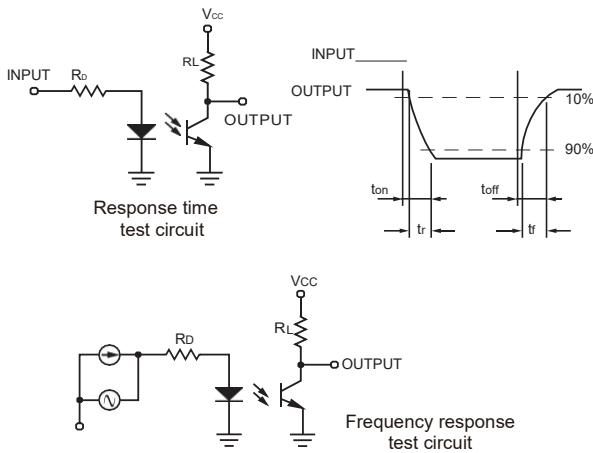 VCC
RL
INPUT
RD
OUTPUT
Response time
test circuit
INPUT
OUTPUT
10%
90%
ton
toff
tr
tf
VCC
RL
RD
OUTPUT
Frequency response
test circuit